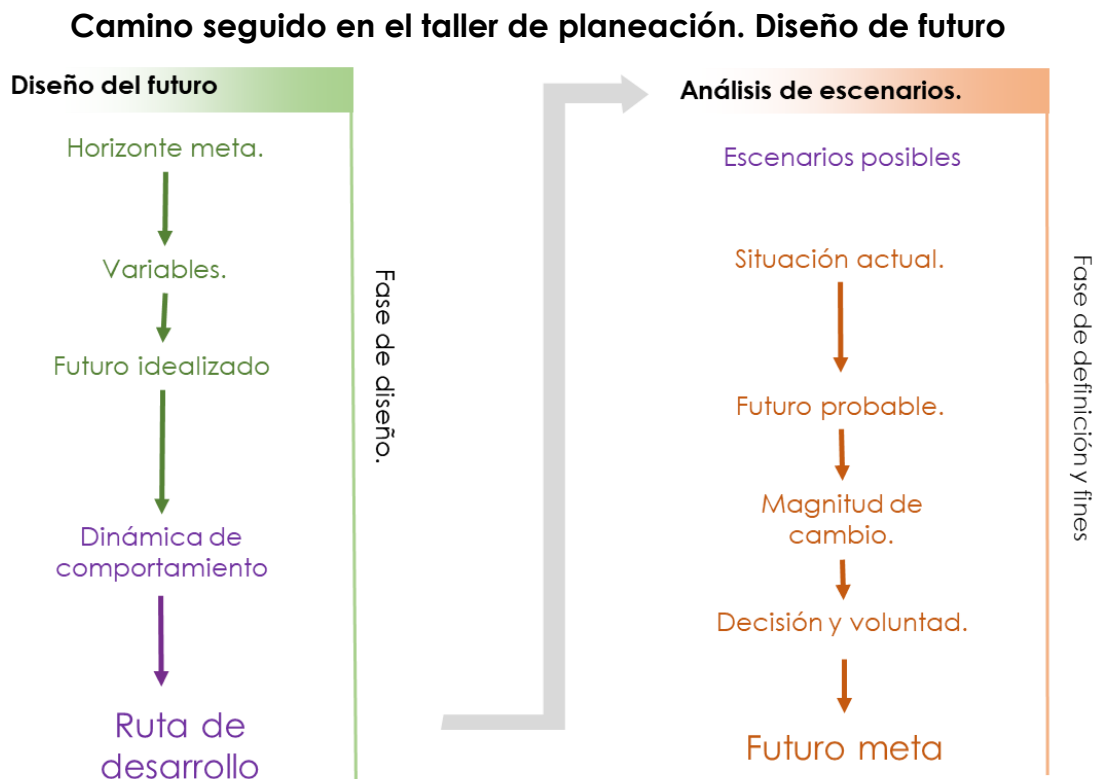 Camino seguido en el taller de planeación. Diseño de futuro
Diseño del futuro
Horizonte meta.
Variables.
Futuro idealizado
Dinámica de
comportamiento
Ruta de
desarrollo
Fase de diseño.
Análisis de escenarios.
Escenarios posibles
Situación actual.
Futuro probable.
Magnitud de
cambio.
Decisión y voluntad.
Futuro meta
Fase de definición y fines